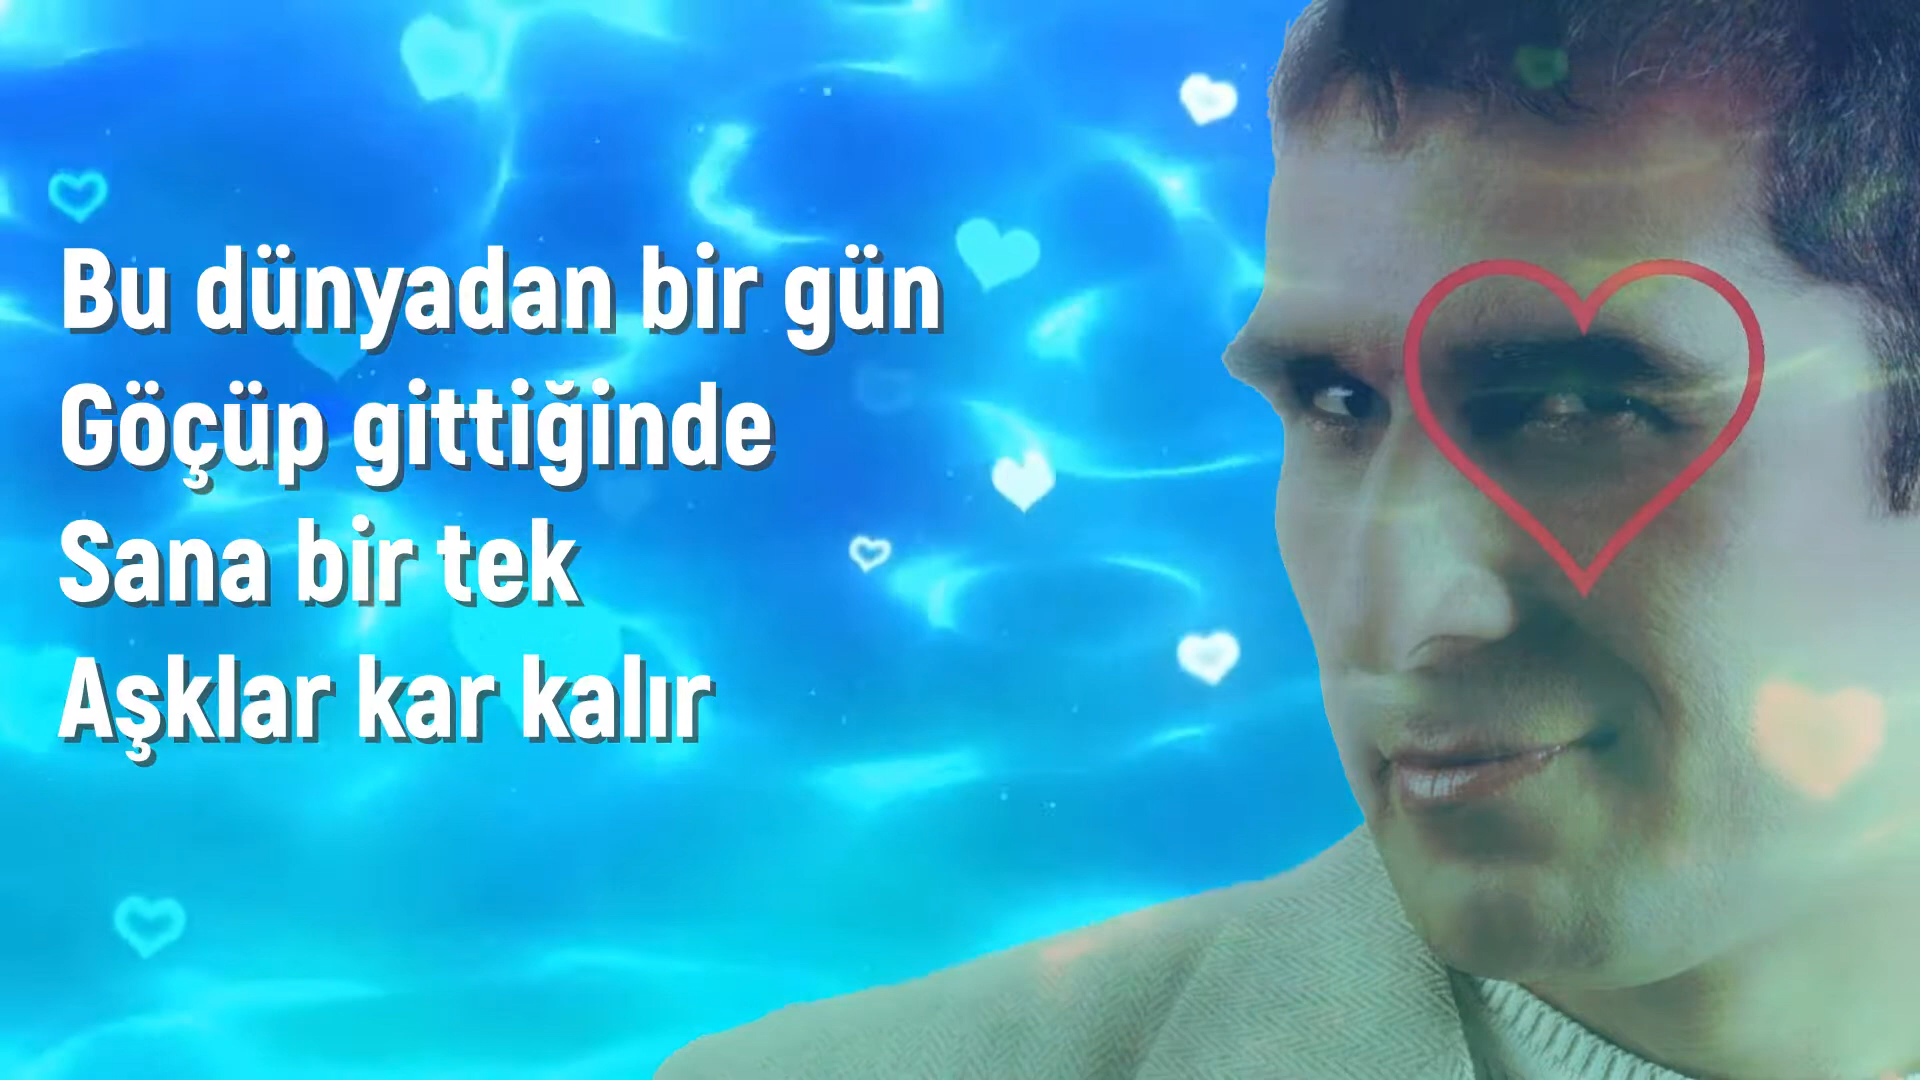 Bu dünyadan bir gün
Göçüp gittiğinde
Sana bir tek
Aşklar kar kalır